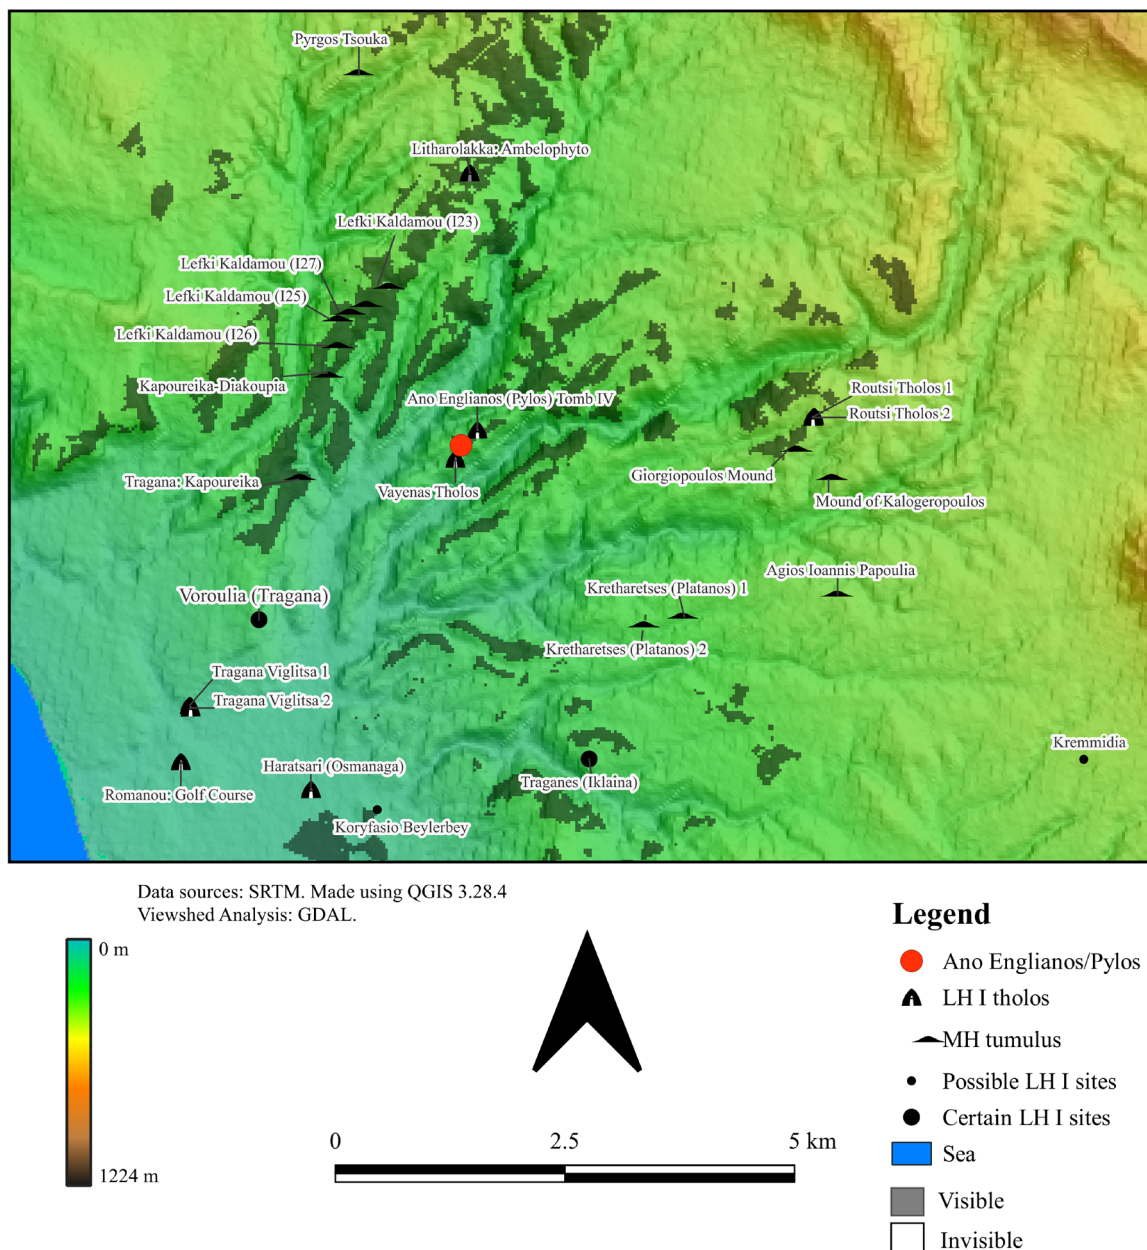 Pyrgos Tsouka
Litharolakka: Ambelophyto
Lefki Kaldamou (I23)
Lefki Kaldamou (I27)
Lefki Kaldamou (I25)
Lefki Kaldamou (I26)
Kapoureika-Diakoupia
Ano Englianos (Pylos) Tomb IV
Routsi Tholos 1
Routsi Tholos 2
Giorgiopoulos Mound
Tragana: Kapoureika
Vayenas Tholos
Mound of Kalogeropoulos
Agios Ioannis Papoulia
Kretharetses (Platanos) 1
Voroulia (Tragana)
Kretharetses (Platanos) 2
Tragana Viglitsa 1
Tragana Viglitsa 2
Kremmidia
Haratsari (Osmanaga)
Traganes (Iklaina)
Romanou: Golf Course
Koryfasio Beylerbey
Data sources: SRTM. Made using QGIS 3.28.4
Viewshed Analysis: GDAL.
0 m
1224 m
0 2.5 5 km
Legend
Ano Englianos/Pylos
LH I tholos
MH tumulus
Possible LH I sites
Certain LH I sites
Sea
Visible
Invisible